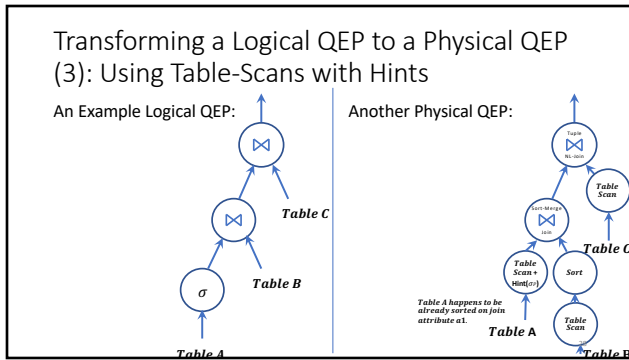 Transforming a Logical QEP to a Physical QEP
(3): Using Table-Scans with Hints
An Example Logical QEP:
⋈
Table C
⋈
Table B
σ
Table A
Another Physical QEP:
Tuple
⋈
NL-Join
Table
Scan
Table C
Sort-Merge
⋈
Join
Table
Scan +
Sort
Table A happens to be
already sorted on join
attribute a1.
Table A
Table
Scan
Table B